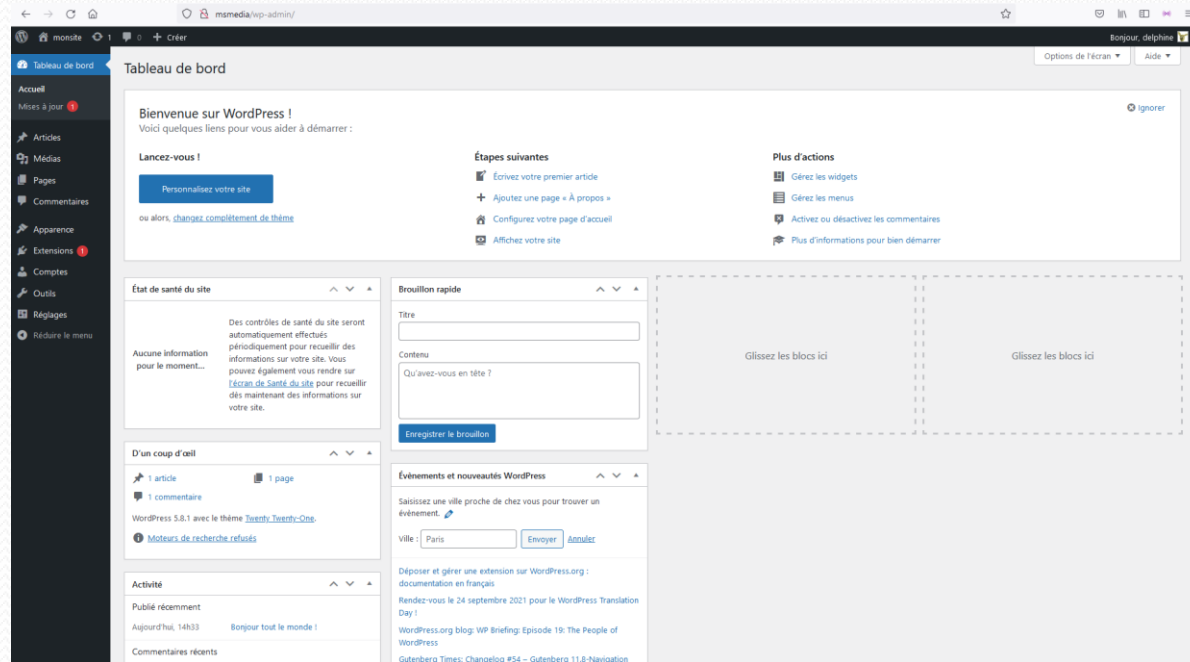 msmedia/wp-admin/
monsite 1 0 + Créer
Bonjour, delphine
Tableau de bord
Accueil
Mises à jour 1
Articles
Médias
Pages
Commentaires
Apparence
Extensions 1
Comptes
Outils
Réglages
Réduire le menu
Tableau de bord
Options de l'écran
Aide
Bienvenue sur WordPress !
Ignorer
Voici quelques liens pour vous aider à démarrer :
Lancez-vous !
Personnalisez votre site
ou alors, changez complètement de thème
Étapes suivantes
Écrivez votre premier article
Ajoutez une page « À propos »
Configurez votre page d'accueil
Affichez votre site
Plus d'actions
Gérez les widgets
Gérez les menus
Activez ou désactivez les commentaires
Plus d'informations pour bien démarrer
État de santé du site
Aucune information
pour le moment...
Des contrôles de santé du site seront
automatiquement effectués
périodiquement pour recueillir des
informations sur votre site. Vous
pouvez également vous rendre sur
l'écran de Santé du site pour recueillir
dès maintenant des informations sur
votre site.
D'un coup d'œil
1 article
1 page
1 commentaire
WordPress 5.8.1 avec le thème Twenty Twenty-One.
Moteurs de recherche refusés
Activité
Publié récemment
Aujourd'hui, 14h33 Bonjour tout le monde !
Commentaires récents
Brouillon rapide
Titre
Contenu
Qu'avez-vous en tête ?
Enregistrer le brouillon
Évènements et nouveautés WordPress
Saisissez une ville proche de chez vous pour trouver un
évènement.
Ville : Paris Envoyer Annuler
Déposer et gérer une extension sur WordPress.org :
documentation en français
Rendez-vous le 24 septembre 2021 pour le WordPress Translation
Day !
WordPress.org blog: WP Briefing: Episode 19: The People of
WordPress
Gutenberg Times: Changelog #54 – Gutenberg 11.8-Navigation
Glissez les blocs ici
Glissez les blocs ici